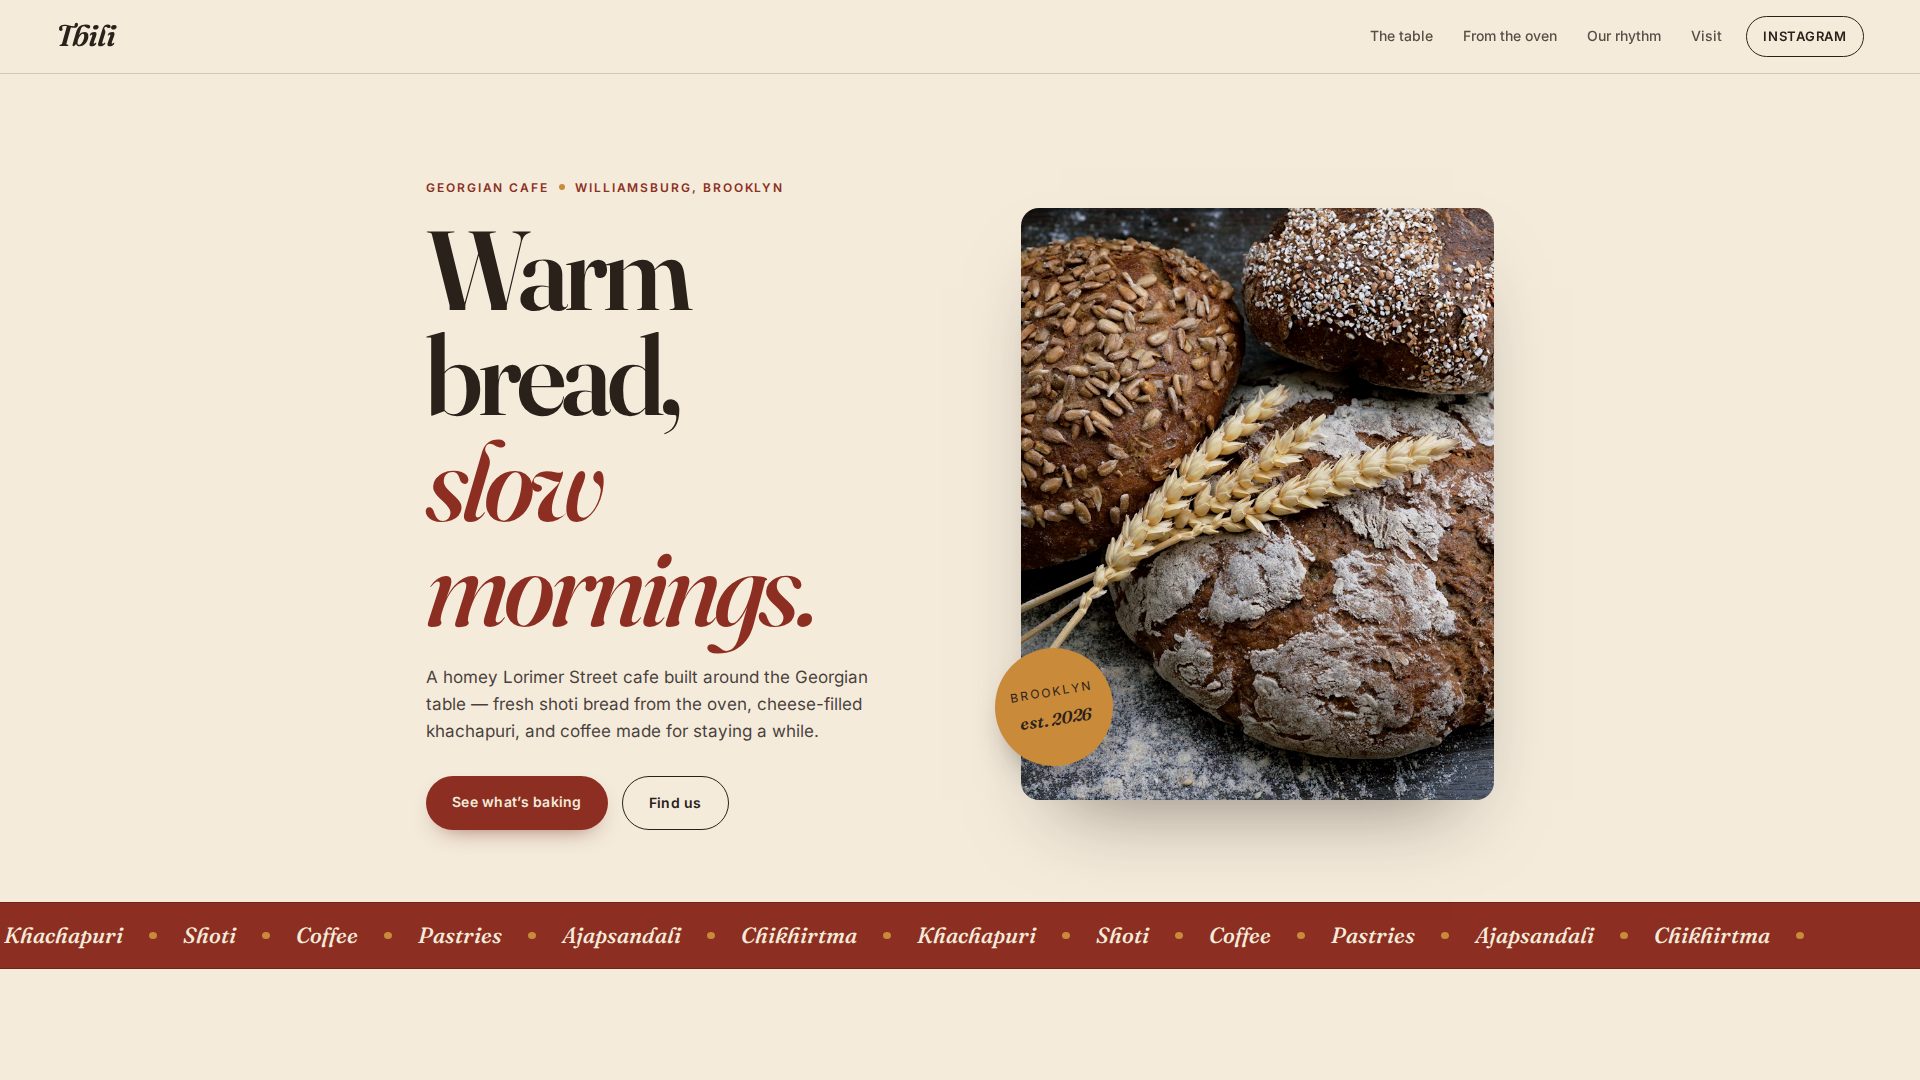 Tbili
The table From the oven Our rhythm Visit INSTAGRAM
GEORGIAN CAFE • WILLIAMSBURG, BROOKLYN
Warm
bread,
slow
mornings.
A homey Lorimer Street cafe built around the Georgian
table — fresh shoti bread from the oven, cheese-filled
khachapuri, and coffee made for staying a while.
See what’s baking Find us
BROOKLYN
est. 2026
Khachapuri • Shoti • Coffee • Pastries • Ajapsandali • Chikhirtma • Khachapuri • Shoti • Coffee • Pastries • Ajapsandali • Chikhirtma •